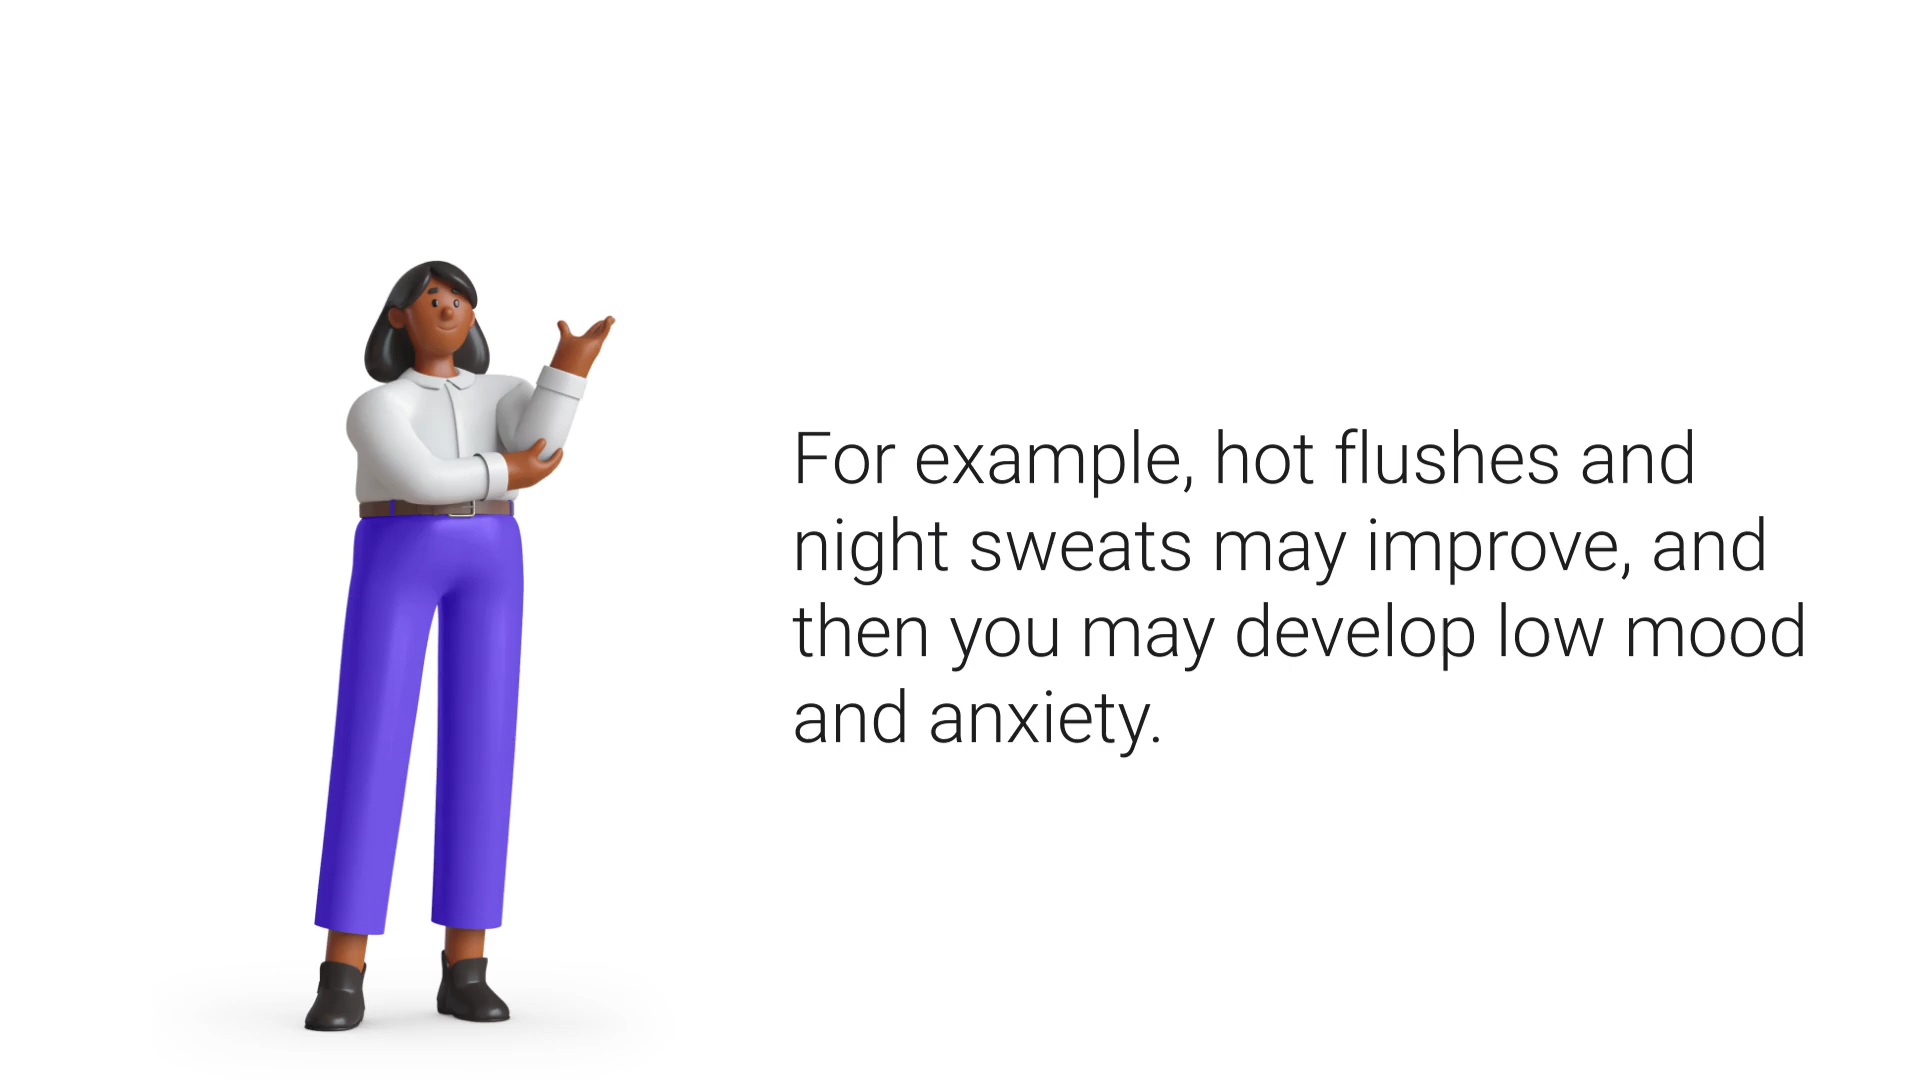 For example, hot flushes and
night sweats may improve, and
then you may develop low mood
and anxiety.